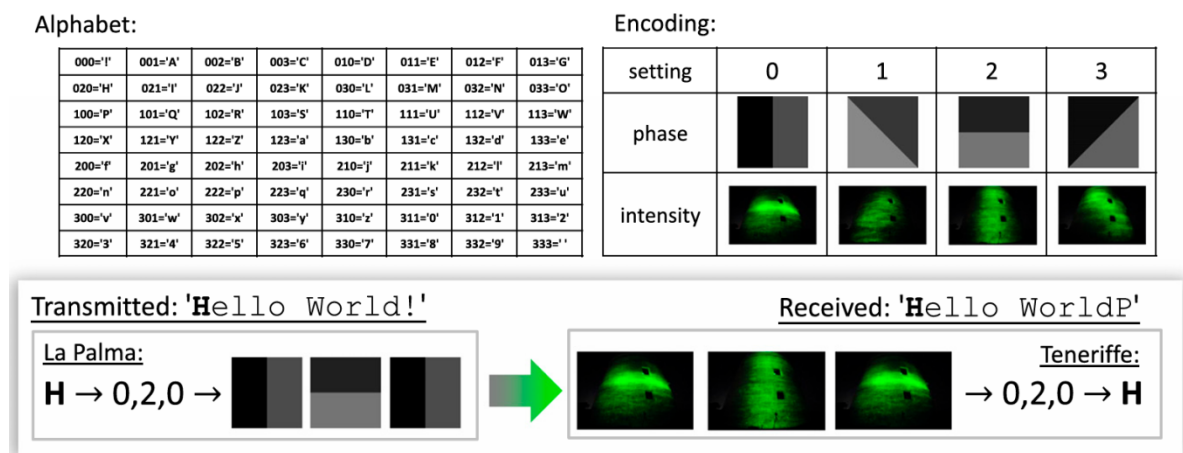 Alphabet:
000='!' 001='A' 002='B' 003='C' 010='D' 011='E' 012='F' 013='G'
020='H' 021='I' 022='J' 023='K' 030='L' 031='M' 032='N' 033='O'
100='P' 101='Q' 102='R' 103='S' 110='T' 111='U' 112='V' 113='W'
120='X' 121='Y' 122='Z' 123='a' 130='b' 131='c' 132='d' 133='e'
200='f' 201='g' 202='h' 203='i' 210='j' 211='k' 212='l' 213='m'
220='n' 221='o' 222='p' 223='q' 230='r' 231='s' 232='t' 233='u'
300='v' 301='w' 302='x' 303='y' 310='z' 311='0' 312='1' 313='2'
320='3' 321='4' 322='5' 323='6' 330='7' 331='8' 332='9' 333=' '
Encoding:
setting 0 1 2 3
phase
intensity
Transmitted: 'Hello World!'
La Palma:
H → 0,2,0 →
Received: 'Hello WorldP'
Teneriffe:
→ 0,2,0 → H